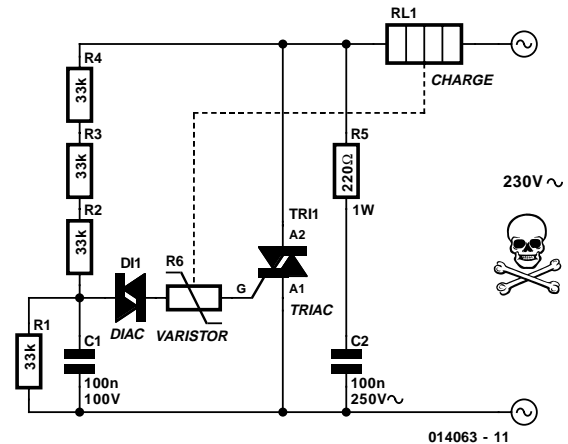 RL1
CHARGE
R4
33k
R3
33k
R2
33k
R5
220Ω
1W
230V ~
TRI1
A2
DI1
R6
G
A1
DIAC
VARISTOR
TRIAC
R1
33k
C1
100n
100V
C2
100n
250V~
014063 - 11